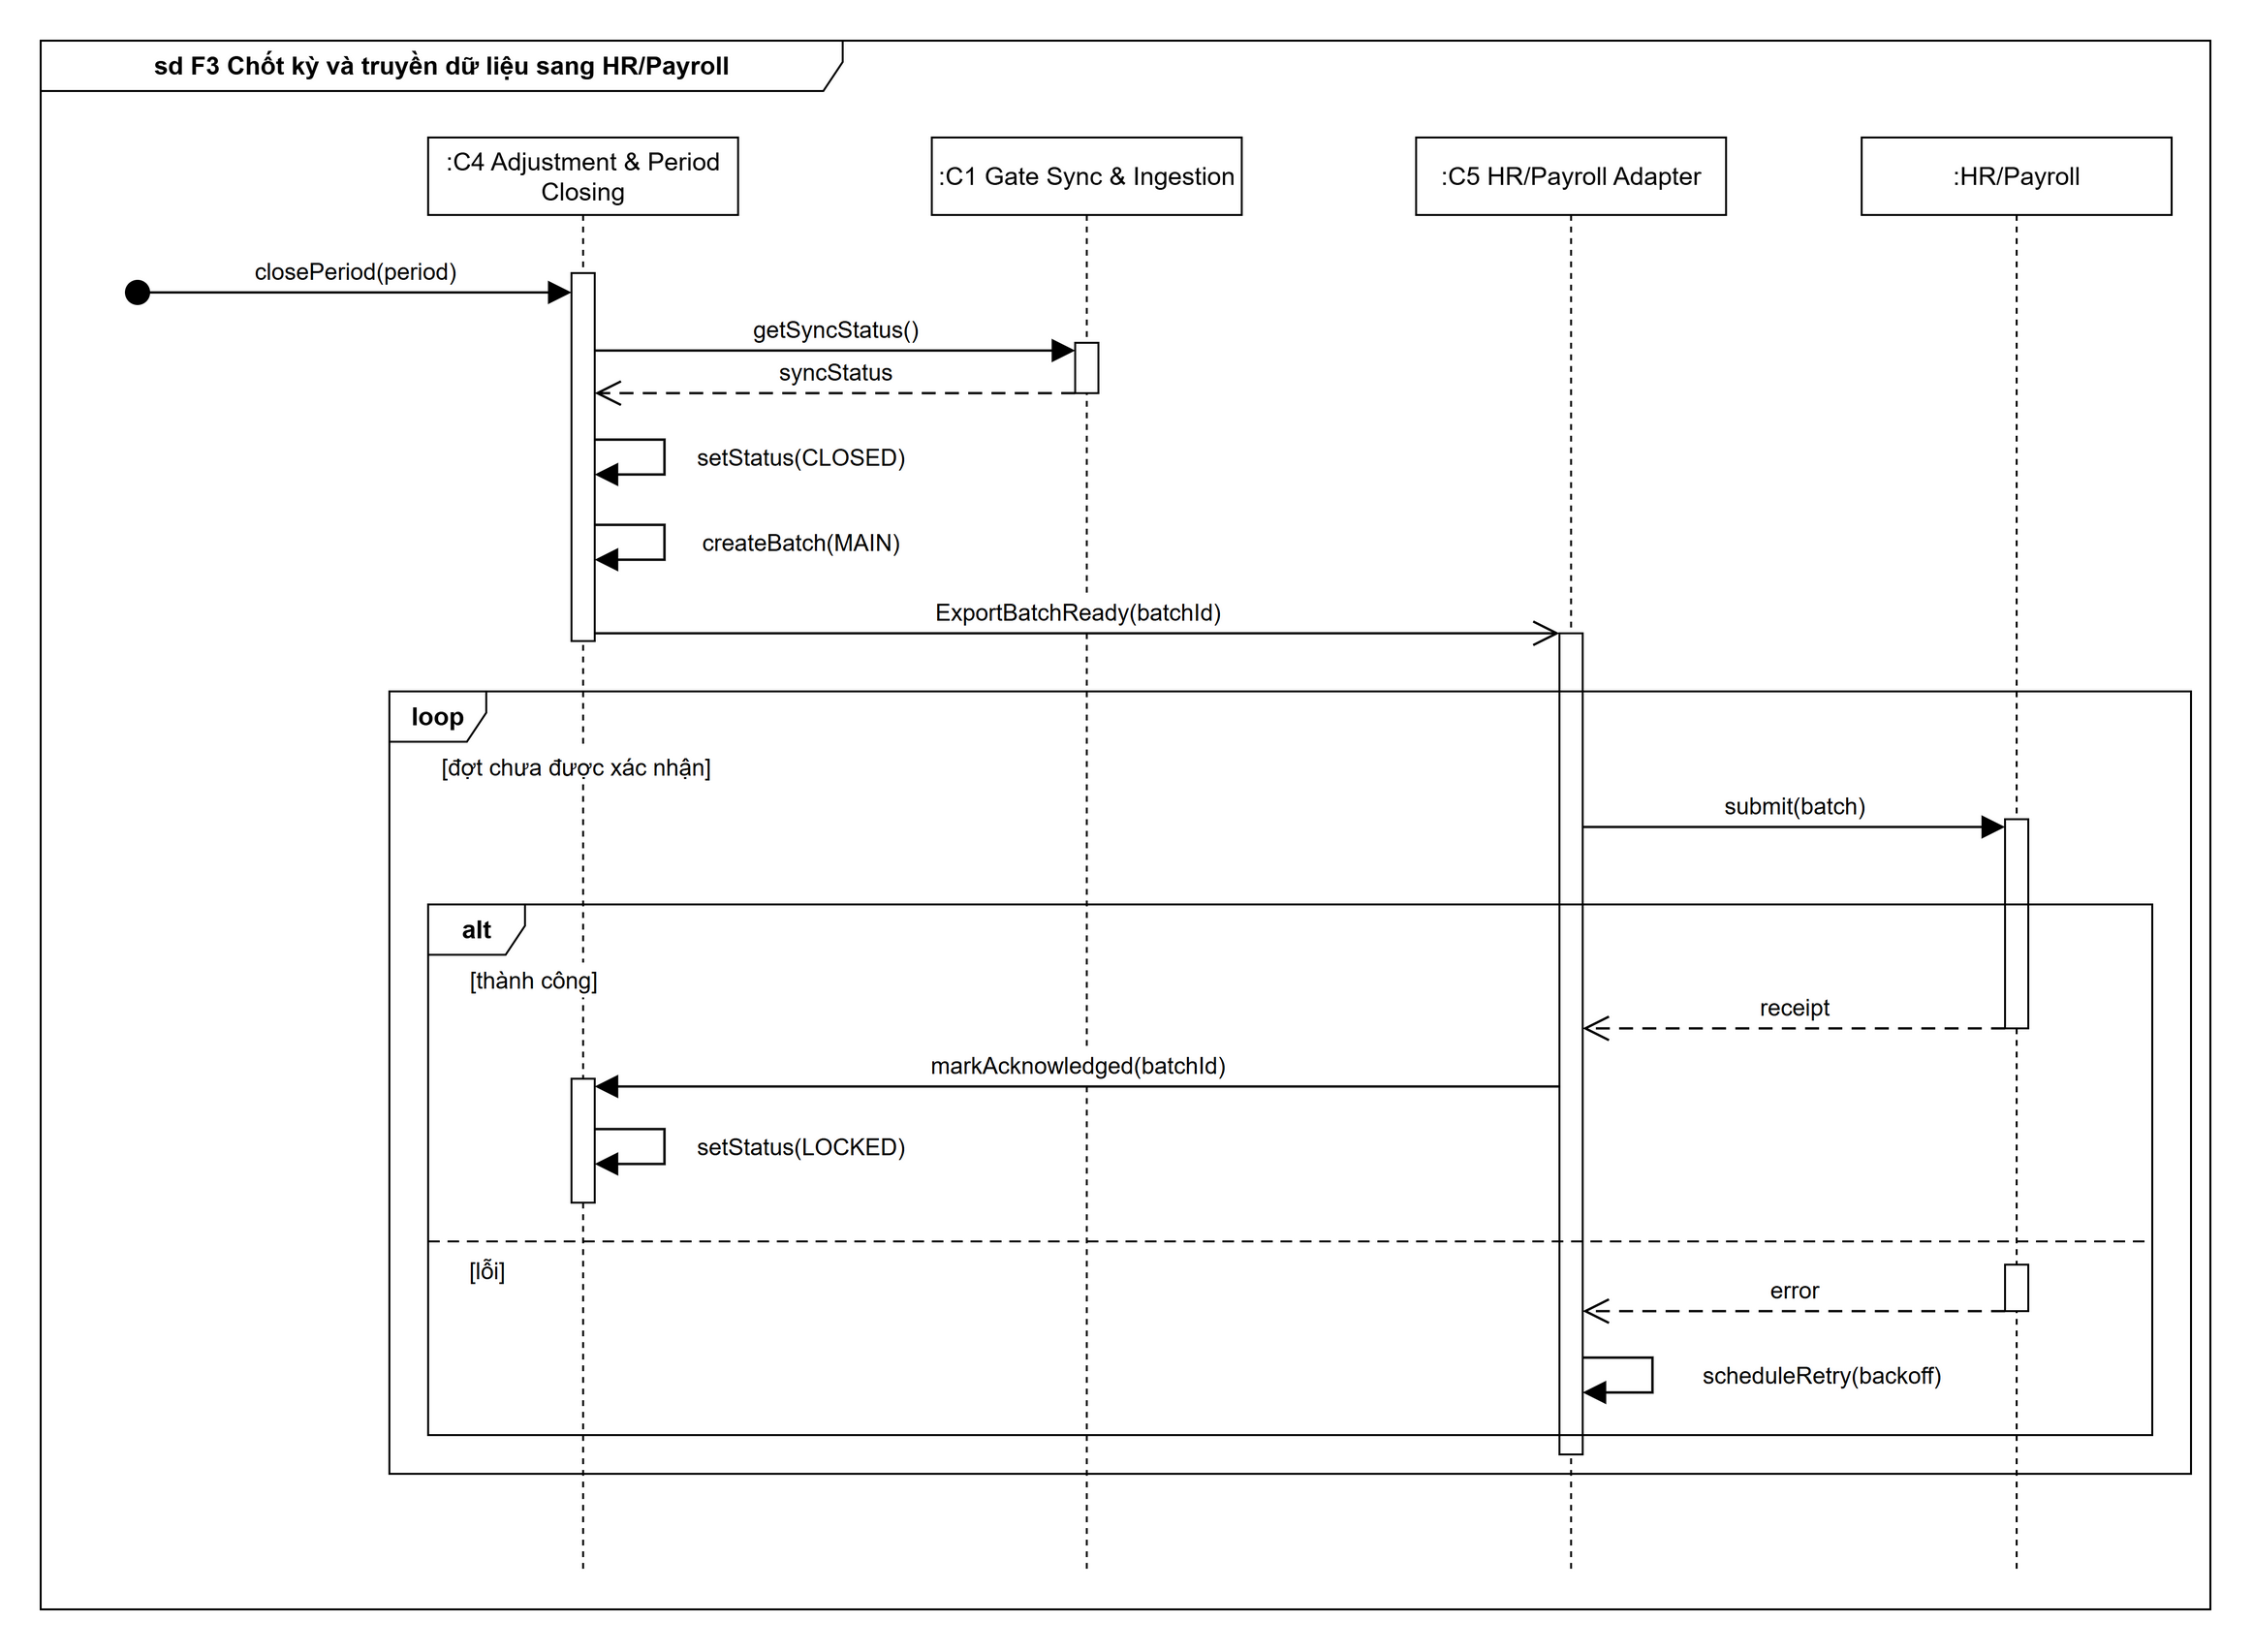 sd F3 Chốt kỳ và truyền dữ liệu sang HR/Payroll
:C4 Adjustment & Period
Closing
:C1 Gate Sync & Ingestion
:C5 HR/Payroll Adapter
:HR/Payroll
closePeriod(period)
getSyncStatus()
syncStatus
setStatus(CLOSED)
createBatch(MAIN)
ExportBatchReady(batchId)
loop
[đợt chưa được xác nhận]
submit(batch)
alt
[thành công]
receipt
markAcknowledged(batchId)
setStatus(LOCKED)
[lỗi]
error
scheduleRetry(backoff)